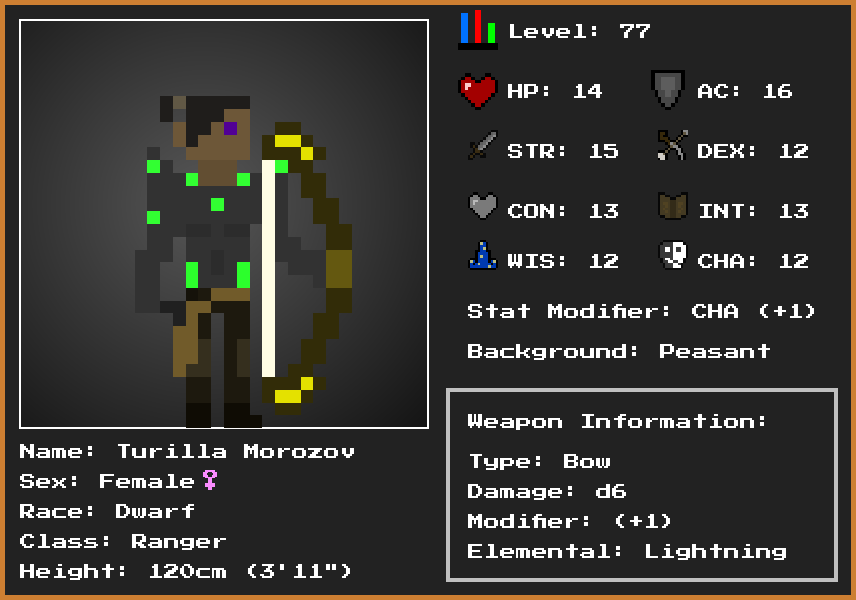 Level: 77
HP: 14
AC: 16
STR: 15
DEX: 12
CON: 13
INT: 13
WIS: 12
CHA: 12
Stat Modifier: CHA (+1)
Background: Peasant
Name: Turilla Morozov
Sex: Female♀
Race: Dwarf
Class: Ranger
Height: 120cm (3'11")
Weapon Information:
Type: Bow
Damage: d6
Modifier: (+1)
Elemental: Lightning